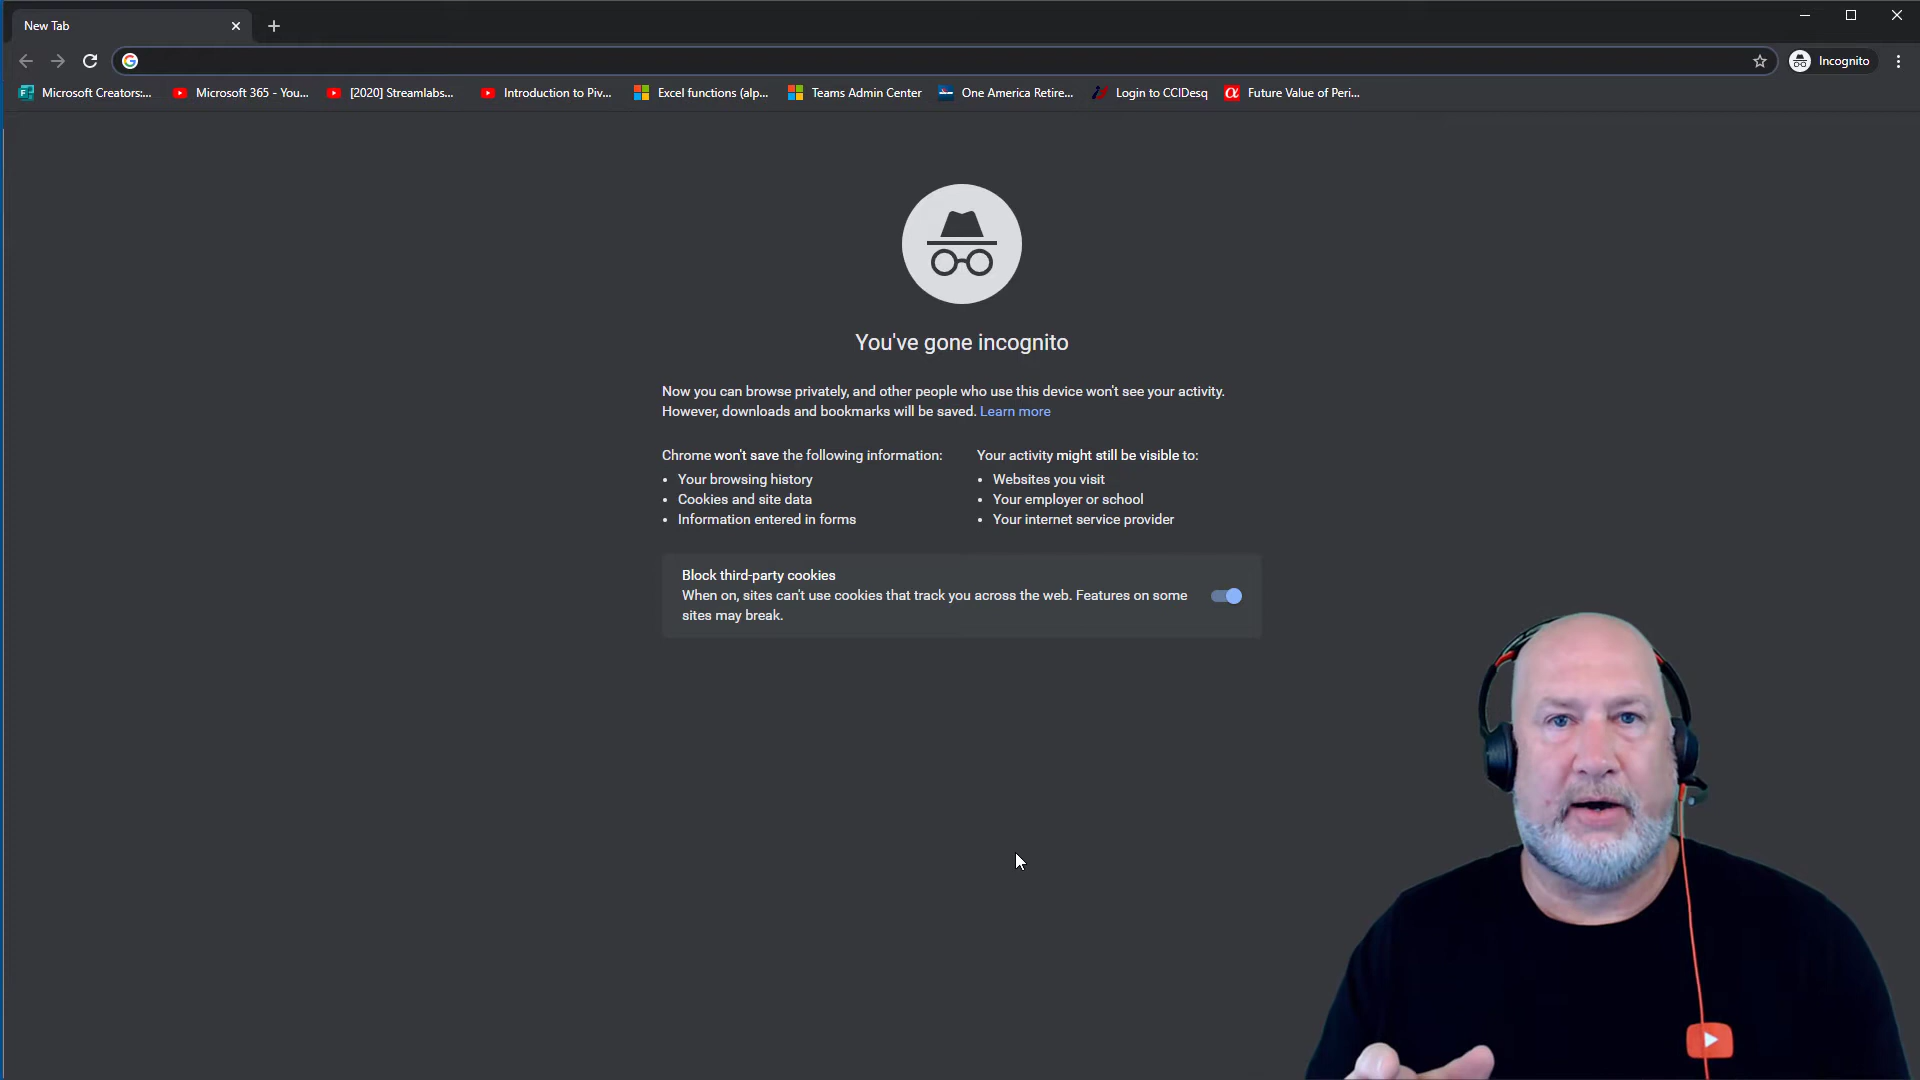 New Tab
Incognito
Microsoft Creators:...
Microsoft 365 - You...
[2020] Streamlabs...
Introduction to Piv...
Excel functions (alp...
Teams Admin Center
One America Retire...
Login to CCIDesq
Future Value of Peri...
You've gone incognito
Now you can browse privately, and other people who use this device won't see your activity.
However, downloads and bookmarks will be saved. Learn more
Chrome won't save the following information:
Your browsing history
Cookies and site data
Information entered in forms
Your activity might still be visible to:
Websites you visit
Your employer or school
Your internet service provider
Block third-party cookies
When on, sites can't use cookies that track you across the web. Features on some
sites may break.